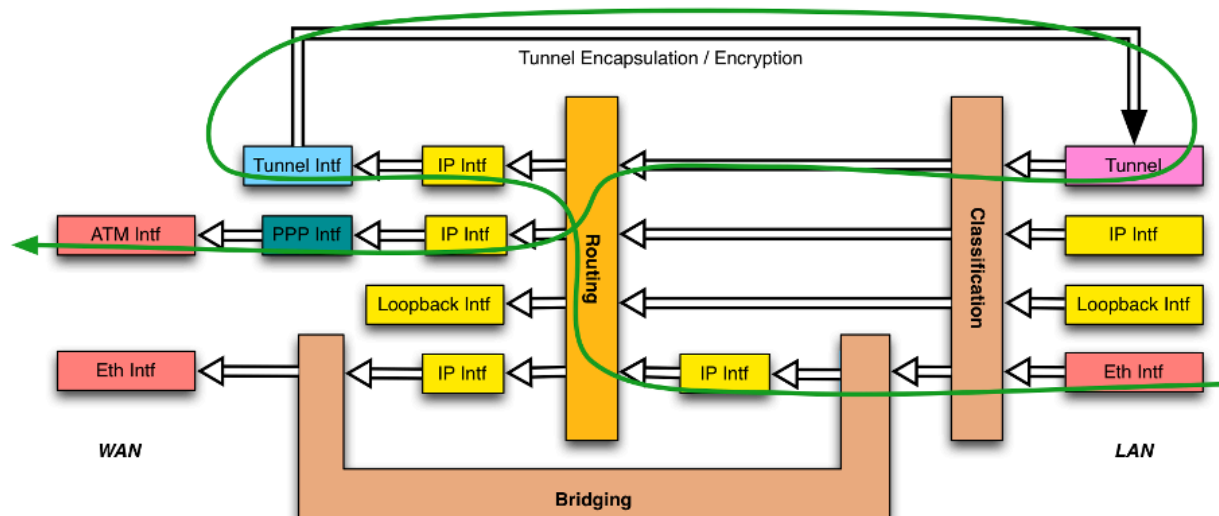 Tunnel Encapsulation / Encryption
Tunnel Intf
IP Intf
Tunnel
ATM Intf
PPP Intf
IP Intf
Routing
Classification
IP Intf
Loopback Intf
Loopback Intf
Eth Intf
IP Intf
IP Intf
Eth Intf
WAN
LAN
Bridging